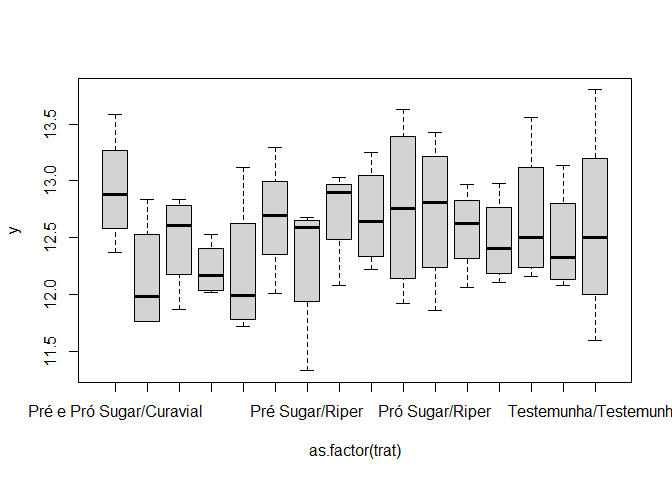 13.5
13.0
12.5
12.0
11.5
y
Pré e Pró Sugar/Curavial Pré Sugar/Riper Pró Sugar/Riper Testemunha/Testemunh
as.factor(trat)